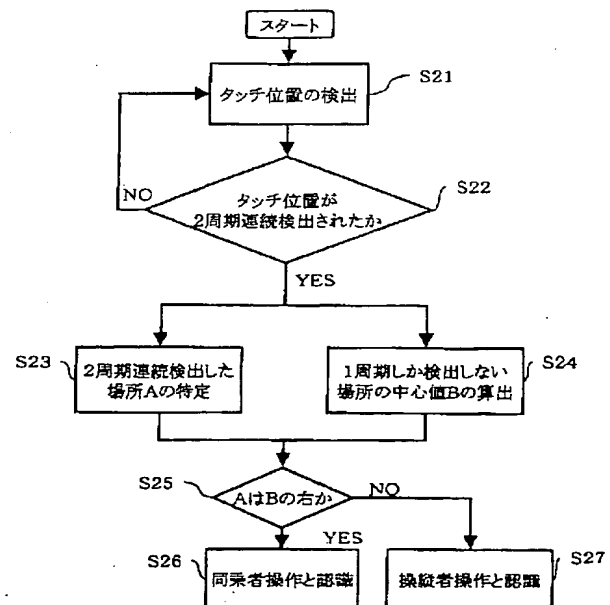 スタート
タッチ位置の検出
S21
NO
タッチ位置が
2周期連続検出されたか
S22
YES
S23
2周期連続検出した
場所Aの特定
1周期しか検出しない
場所の中心値Bの算出
S24
S25
AはBの右か
NO
YES
S26
同乗者操作と認識
操縦者操作と認識
S27